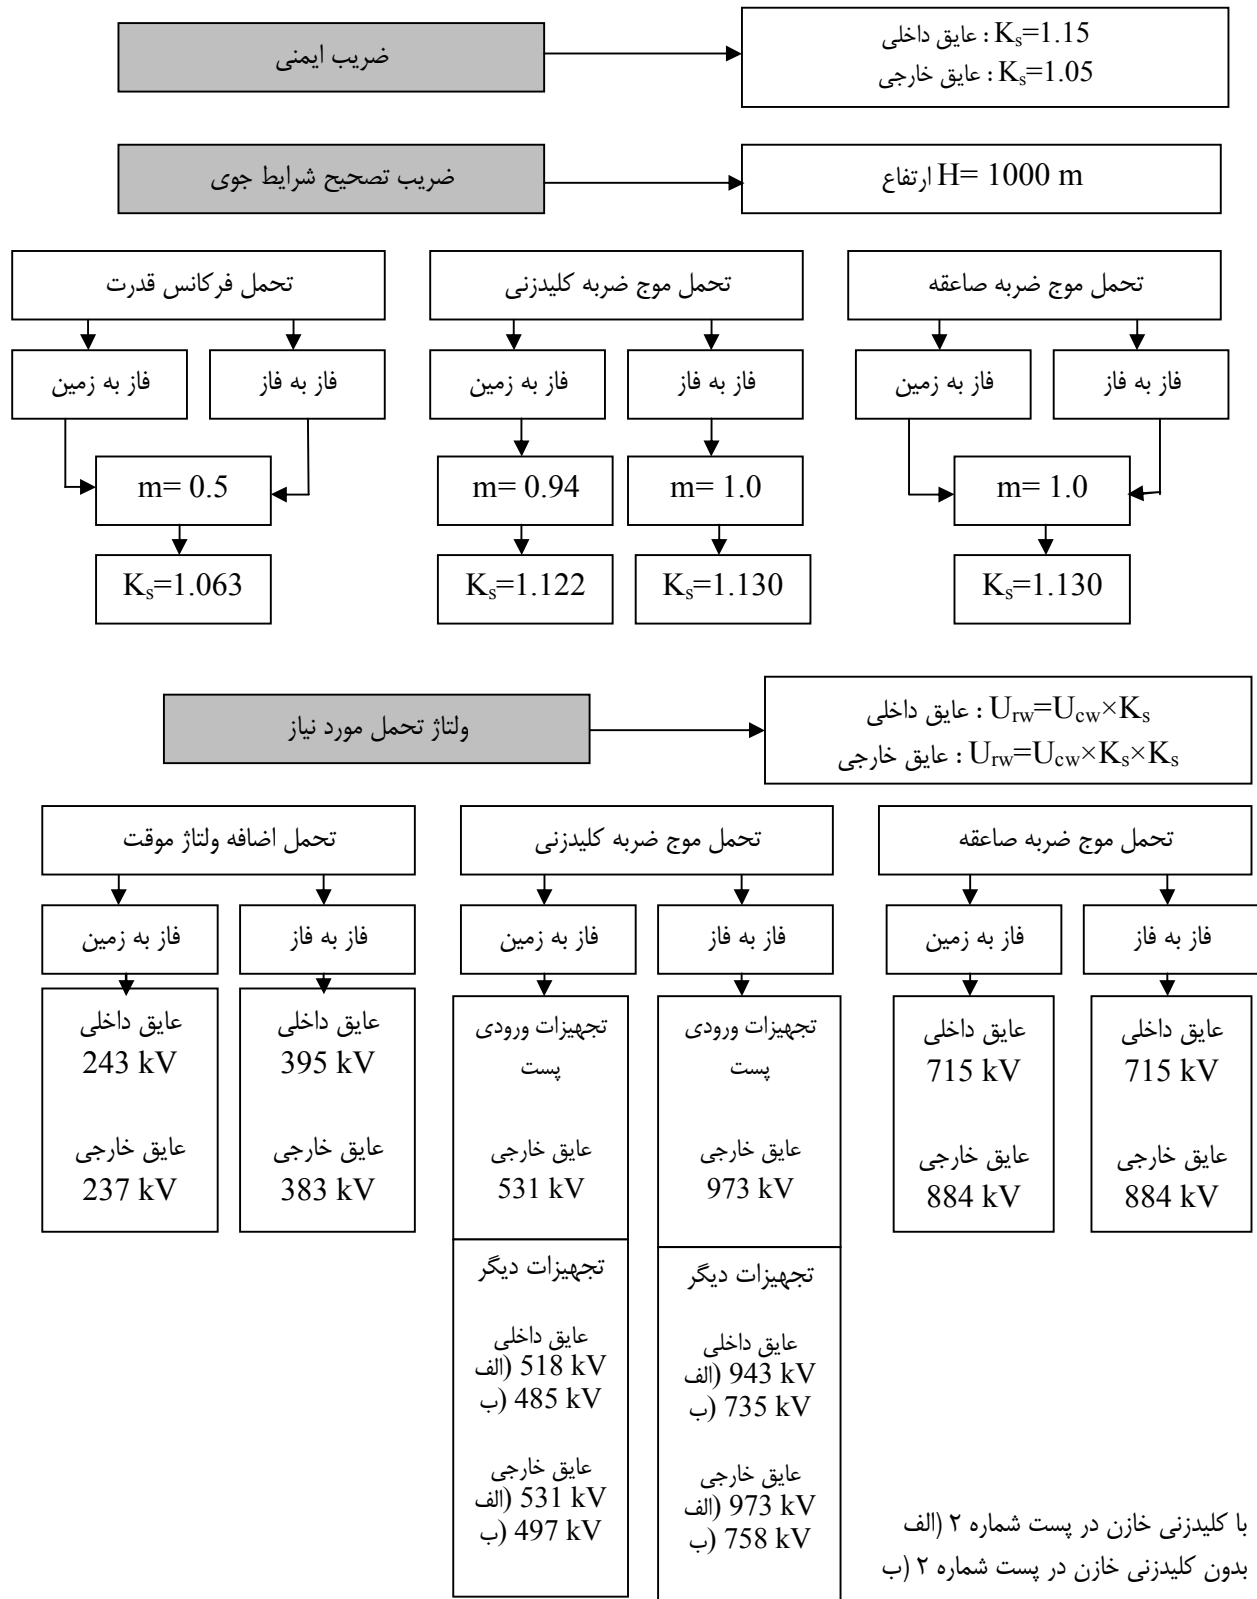 ضریب ایمنی
عایق داخلی : Ks=1.15
عایق خارجی : Ks=1.05
ضریب تصحیح شرایط جوی
ارتفاع H= 1000 m
تحمل موج ضربه صاعقه
تحمل موج ضربه کلیدزنی
تحمل فرکانس قدرت
فاز به فاز
فاز به زمین
فاز به فاز
فاز به زمین
فاز به فاز
فاز به زمین
m= 1.0
m= 1.0
m= 0.94
m= 0.5
Ks=1.130
Ks=1.130
Ks=1.122
Ks=1.063
ولتاژ تحمل مورد نیاز
عایق داخلی : Urw=Ucw×Ks
عایق خارجی : Urw=Ucw×Ks×Ks
تحمل موج ضربه صاعقه
تحمل موج ضربه کلیدزنی
تحمل اضافه ولتاژ موقت
فاز به فاز
فاز به زمین
فاز به فاز
فاز به زمین
فاز به فاز
فاز به زمین
عایق داخلی
715 kV
عایق خارجی
884 kV
عایق داخلی
715 kV
عایق خارجی
884 kV
تجهیزات ورودی
پست
عایق خارجی
973 kV
تجهیزات دیگر
عایق داخلی
الف) 943 kV
ب) 735 kV
عایق خارجی
الف) 973 kV
ب) 758 kV
تجهیزات ورودی
پست
عایق خارجی
531 kV
تجهیزات دیگر
عایق داخلی
الف) 518 kV
ب) 485 kV
عایق خارجی
الف) 531 kV
ب) 497 kV
عایق داخلی
395 kV
عایق خارجی
383 kV
عایق داخلی
243 kV
عایق خارجی
237 kV
با کلیدزنی خازن در پست شماره ۲ (الف
بدون کلیدزنی خازن در پست شماره ۲ (ب